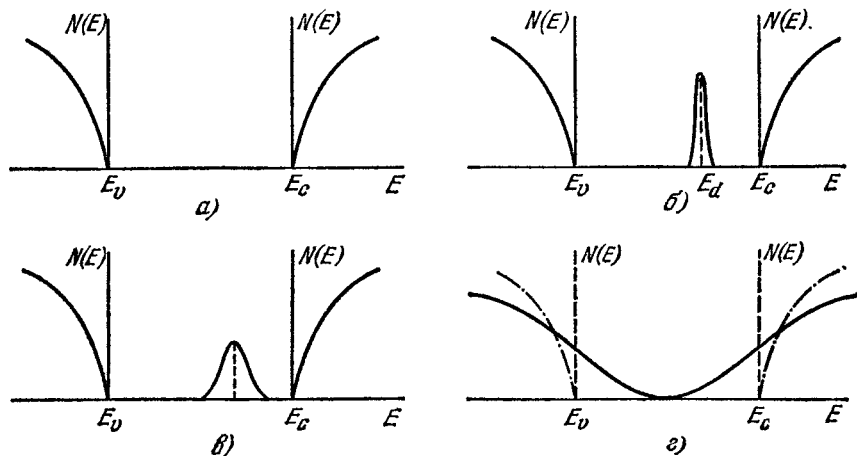 N(E) N(E)
E_v E_c E
а)
N(E) N(E).
E_v E_d E_c E
б)
N(E) N(E)
E_v E_c E
в)
N(E) N(E)
E_v E_c E
г)